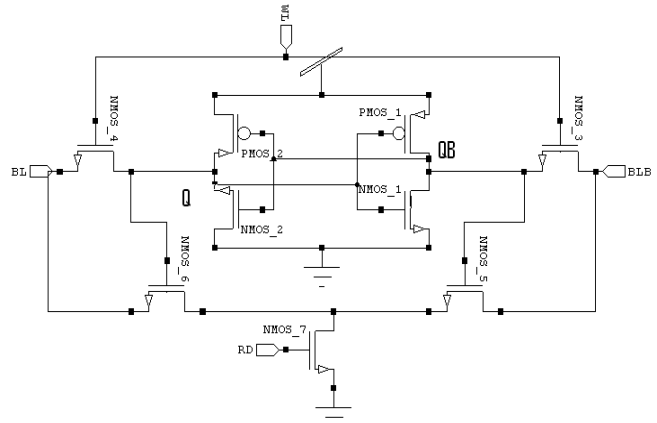 WL
NMOS_4
PMOS_1
NMOS_3
PMOS_2
QB
BL
BLB
NMOS_1
Q
NMOS_2
NMOS_6
NMOS_5
NMOS_7
RD